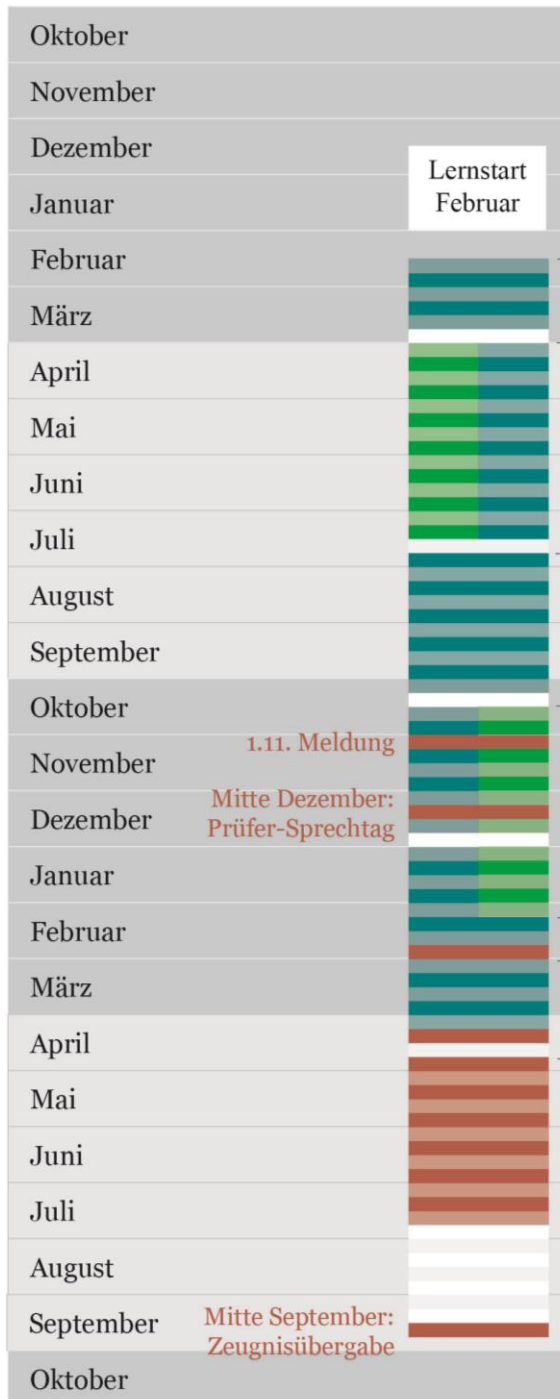 Oktober
November
Dezember
Lernstart
Februar
Januar
Februar
März
April
Mai
Juni
Juli
August
September
Oktober
1.11. Meldung
November
Mitte Dezember:
Prüfer-Sprechtag
Dezember
Januar
Februar
März
April
Mai
Juni
Juli
August
September
Mitte September:
Zeugnisübergabe
Oktober